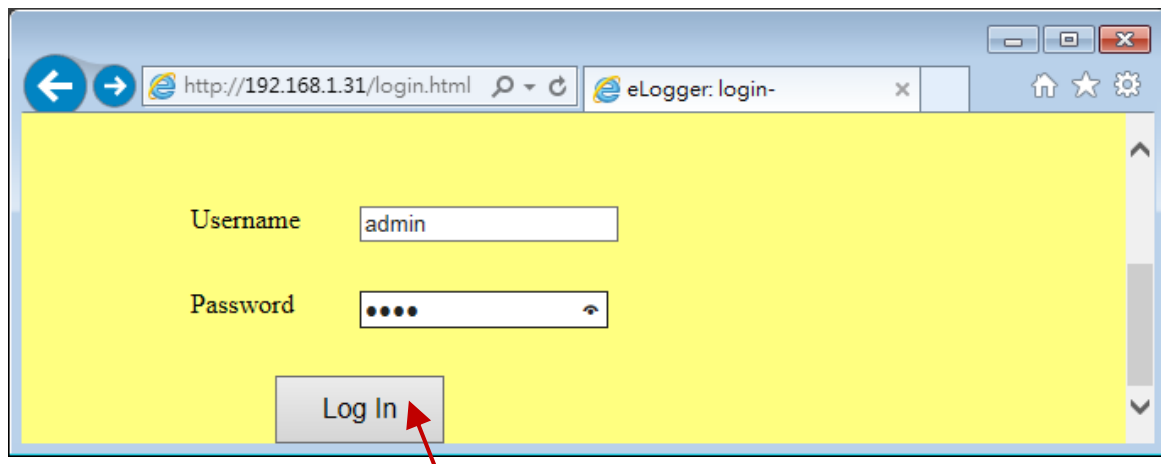 http://192.168.1.31/login.html
eLogger: login-
Username
admin
Password
Log In